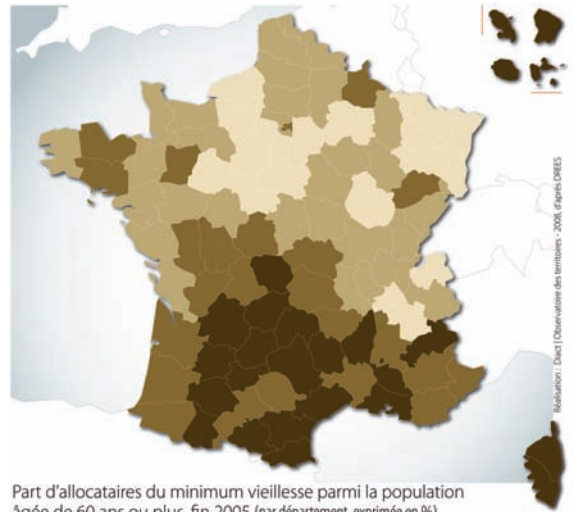 Réalisation : Diact | Observatoire des territoires - 2008, d'après DREES
Part d'allocataires du minimum vieillesse parmi la population
âgée de 60 ans ou plus, fin 2005 (par département, exprimée en %)